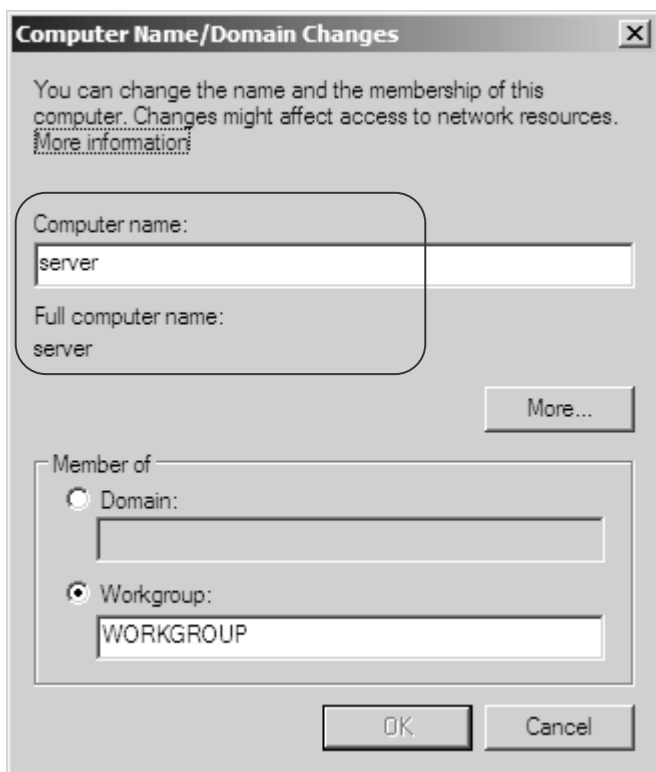 Computer Name/Domain Changes
You can change the name and the membership of this
computer. Changes might affect access to network resources.
More information
Computer name:
server
Full computer name:
server
More...
Member of
Domain:
Workgroup:
WORKGROUP
OK
Cancel